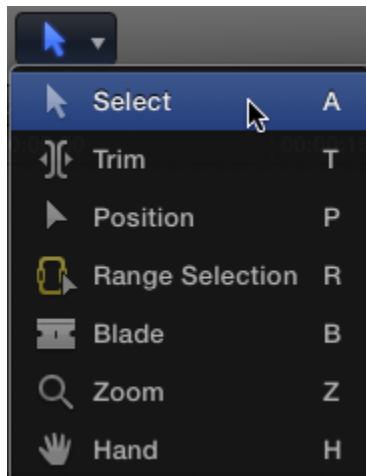 Select A
Trim T
Position P
Range Selection R
Blade B
Zoom Z
Hand H